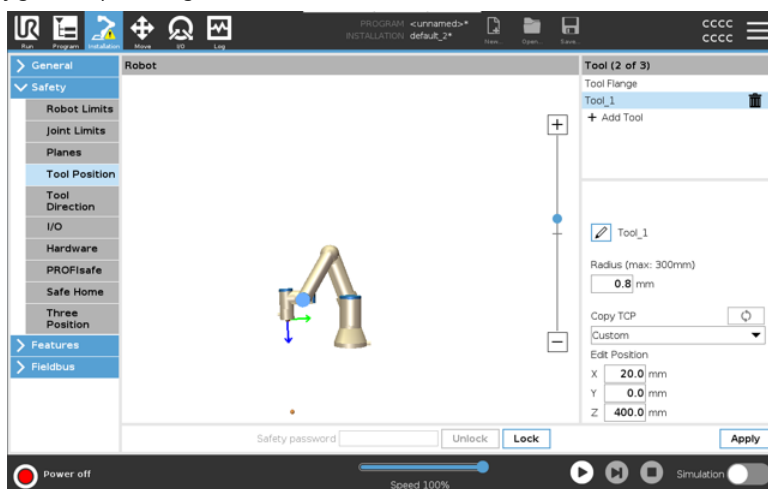 PROGRAM <unnamed>*
INSTALLATION default_2*
UR
Run
Program
Installation
Move
I/O
Log
New...
Open...
Save...
CCCC
CCCC
General
Safety
Robot Limits
Joint Limits
Planes
Tool Position
Tool
Direction
I/O
Hardware
PROFIsafe
Safe Home
Three
Position
Features
Fieldbus
Robot
Safety password
Unlock
Lock
Tool (2 of 3)
Tool Flange
Tool_1
+ Add Tool
Tool_1
Radius (max: 300mm)
0.8 mm
Copy TCP
Custom
Edit Position
X 20.0 mm
Y 0.0 mm
Z 400.0 mm
Apply
Power off
Speed 100%
Simulation